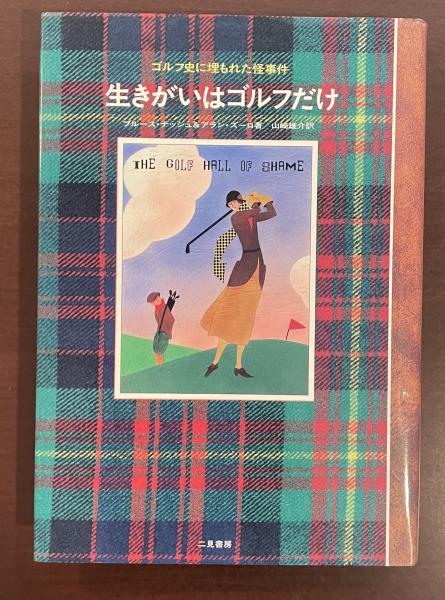 ゴルフ史に埋もれた怪事件
生きがいはゴルフだけ
ブルース・ナッシュ&アラン・ズーロ著 山崎雄介訳
THE GOLF HALL OF SHAME
二見書房